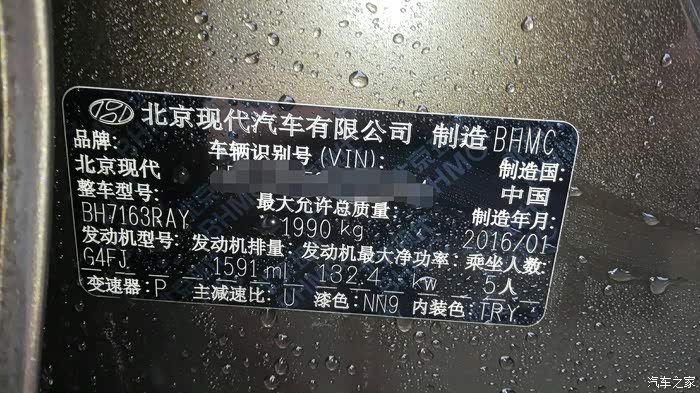 北京现代汽车有限公司 制造 BHMC
品牌: 车辆识别号(VIN): 制造国:
北京现代 中国
整车型号: 最大允许总质量: 制造年月:
BH7163RAY 1990 kg 2016/01
发动机型号: 发动机排量: 发动机最大净功率: 乘坐人数:
G4FJ 1591 ml 132.4 kw 5人
变速器: P 主减速比: U 漆色: NN9 内装色: TRY
汽车之家